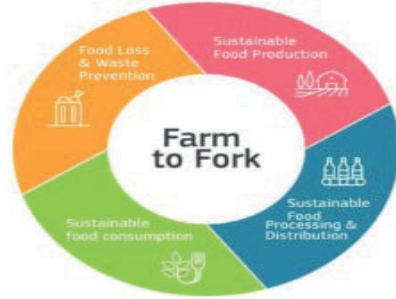 Food Loss
& Waste
Prevention
Sustainable
Food Production
Farm
to Fork
Sustainable
Food
Processing &
Distribution
Sustainable
food consumption